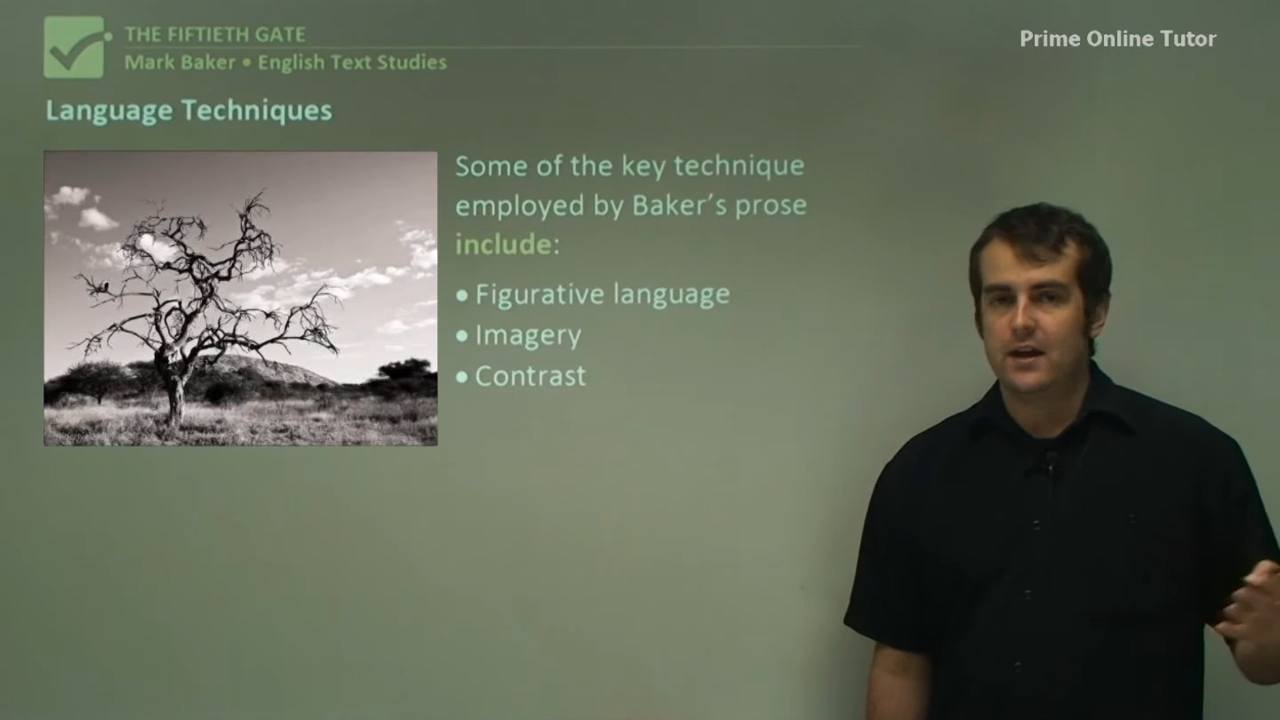 THE FIFTIETH GATE
Mark Baker • English Text Studies
Prime Online Tutor
Language Techniques
Some of the key technique
employed by Baker’s prose
include:
• Figurative language
• Imagery
• Contrast